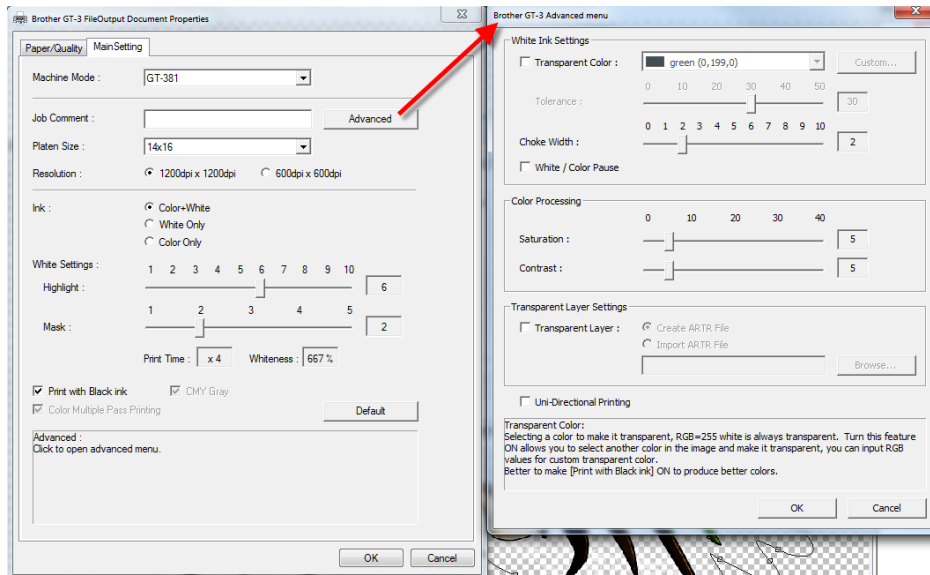 Brother GT-3 FileOutput Document Properties
Paper/Quality MainSetting
Machine Mode : GT-381
Job Comment : Advanced
Platen Size : 14x16
Resolution : 1200dpi x 1200dpi 600dpi x 600dpi
Ink : Color+White
White Only
Color Only
White Settings : 1 2 3 4 5 6 7 8 9 10
Highlight : 6
1 2 3 4 5
Mask : 2
Print Time : x 4 Whiteness : 667 %
Print with Black ink CMY Gray
Color Multiple Pass Printing Default
Advanced :
Click to open advanced menu.
OK Cancel
Brother GT-3 Advanced menu
White Ink Settings
Transparent Color : green (0,199,0) Custom...
0 10 20 30 40 50
Tolerance : 30
0 1 2 3 4 5 6 7 8 9 10
Choke Width : 2
White / Color Pause
Color Processing
0 10 20 30 40
Saturation : 5
Contrast : 5
Transparent Layer Settings
Transparent Layer : Create ARTR File
Import ARTR File
Browse...
Uni-Directional Printing
Transparent Color:
Selecting a color to make it transparent, RGB=255 white is always transparent. Turn this feature
ON allows you to select another color in the image and make it transparent, you can input RGB
values for custom transparent color.
Better to make [Print with Black ink] ON to produce better colors.
OK Cancel